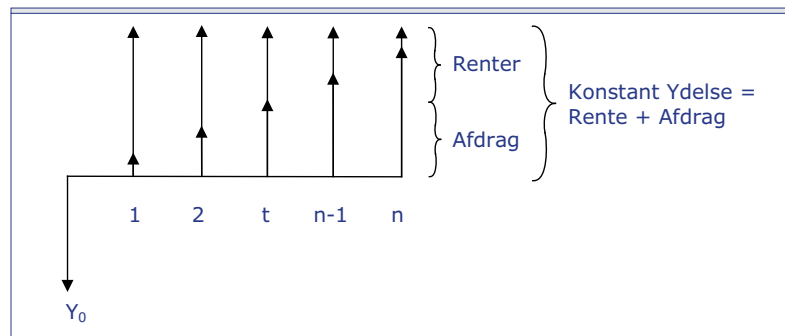 Renter
Konstant Ydelse =
Rente + Afdrag
Afdrag
1 2 t n-1 n
Y₀